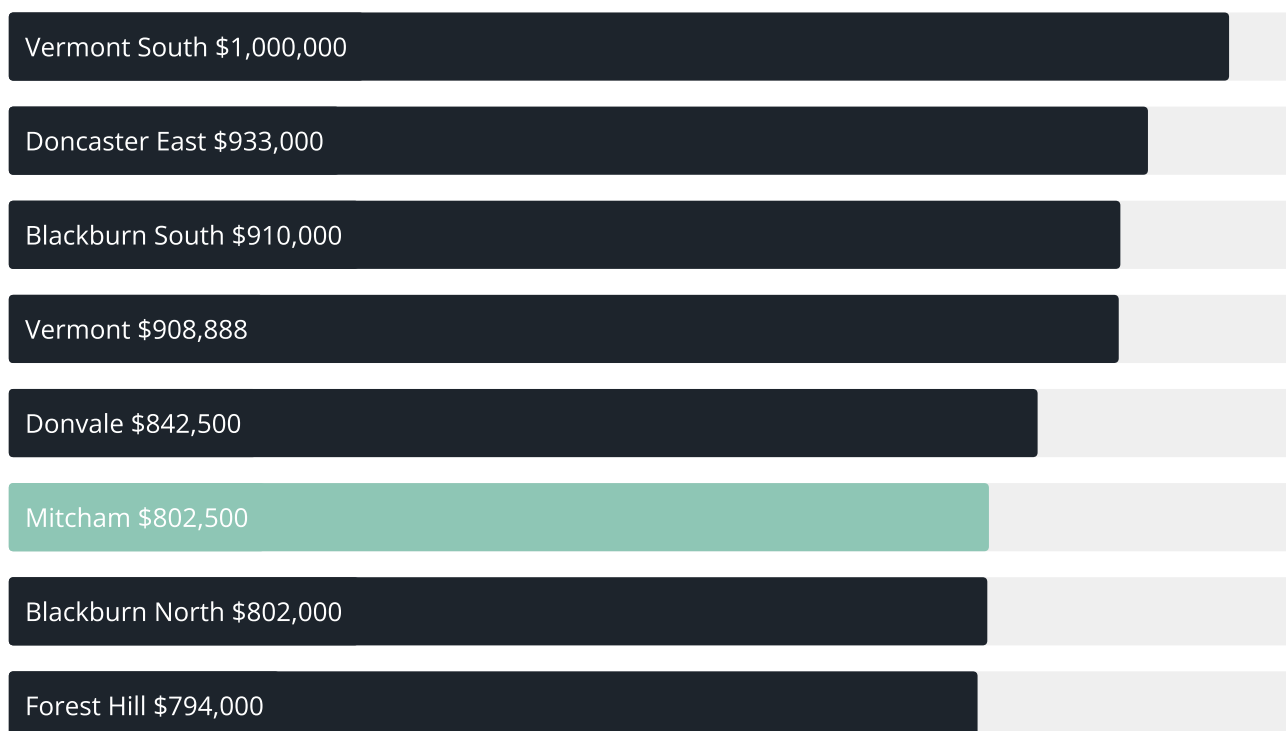 Vermont South $1,000,000
Doncaster East $933,000
Blackburn South $910,000
Vermont $908,888
Donvale $842,500
Mitcham $802,500
Blackburn North $802,000
Forest Hill $794,000